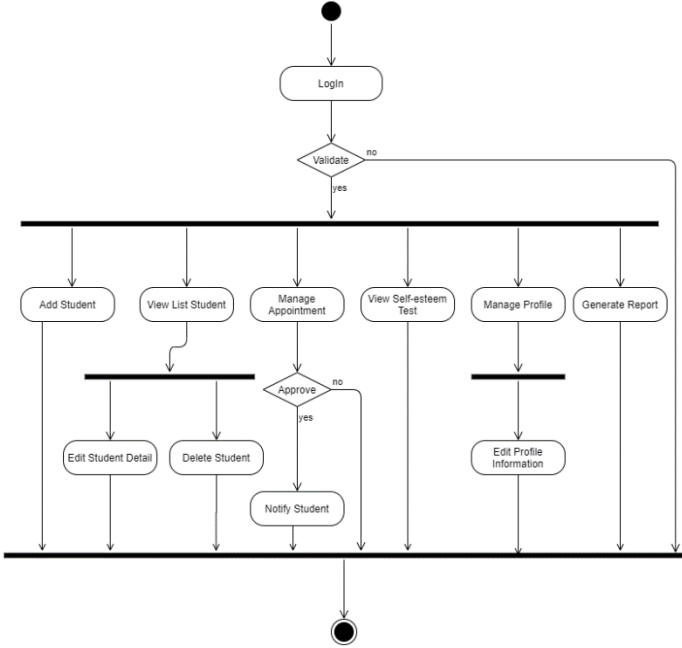 LogIn
Validate
no
yes
Add Student
View List Student
Manage
Appointment
View Self-esteem
Test
Manage Profile
Generate Report
Approve
no
yes
Edit Student Detail
Delete Student
Edit Profile
Information
Notify Student